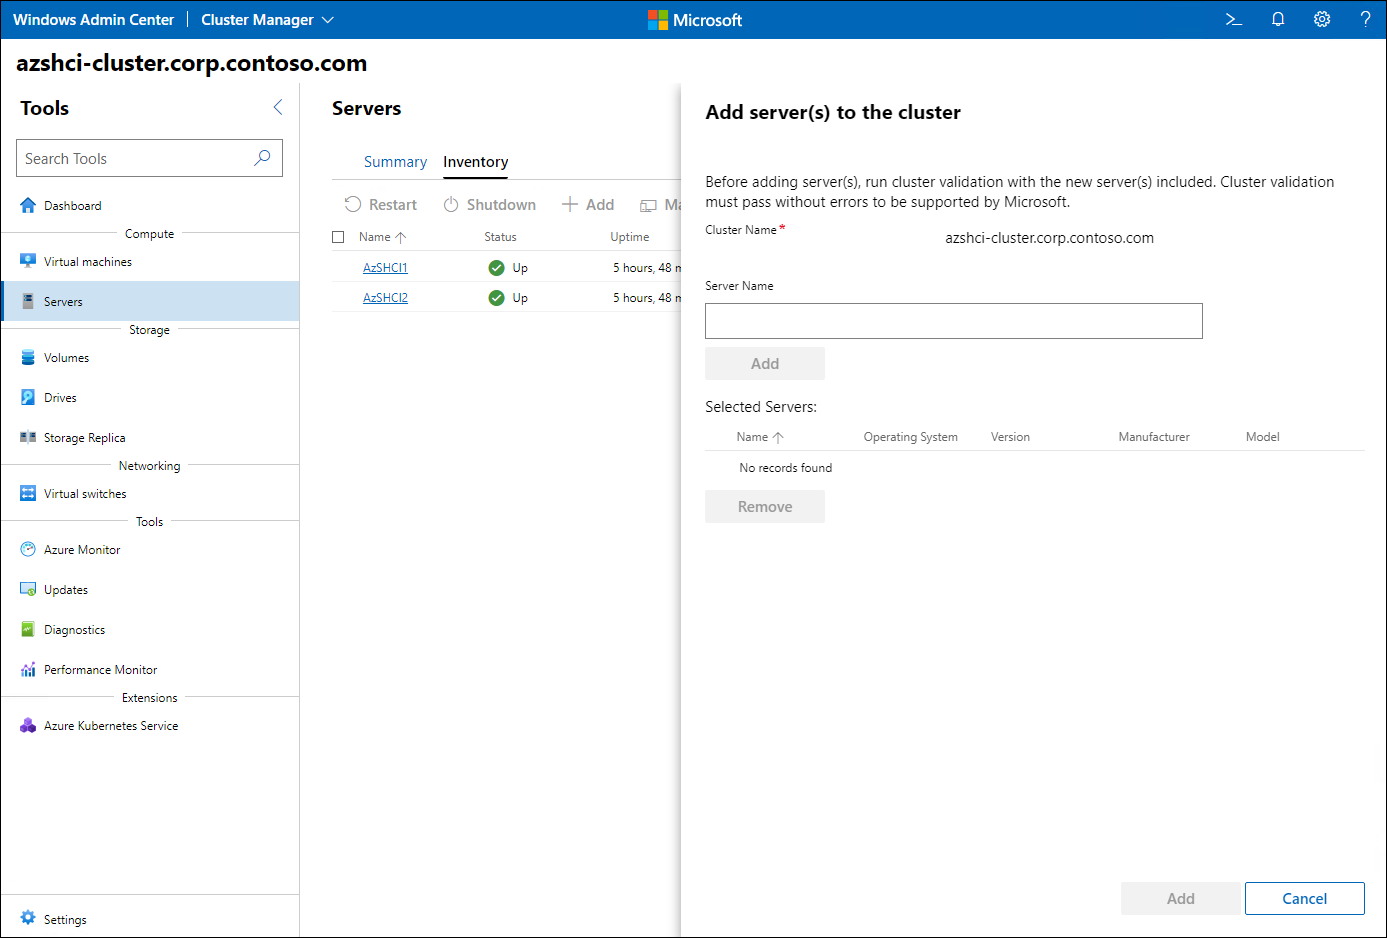 Windows Admin Center Cluster Manager Microsoft
azshci-cluster.corp.contoso.com
Tools
Search Tools
Dashboard
Compute
Virtual machines
Servers
Storage
Volumes
Drives
Storage Replica
Networking
Virtual switches
Tools
Azure Monitor
Updates
Diagnostics
Performance Monitor
Extensions
Azure Kubernetes Service
Settings
Servers
Summary Inventory
Restart Shutdown Add
Name Status Uptime
AzSHCI1 Up 5 hours, 48
AzSHCI2 Up 5 hours, 48
Add server(s) to the cluster
Before adding server(s), run cluster validation with the new server(s) included. Cluster validation
must pass without errors to be supported by Microsoft.
Cluster Name*
azshci-cluster.corp.contoso.com
Server Name
Add
Selected Servers:
Name Operating System Version Manufacturer Model
No records found
Remove
Add Cancel